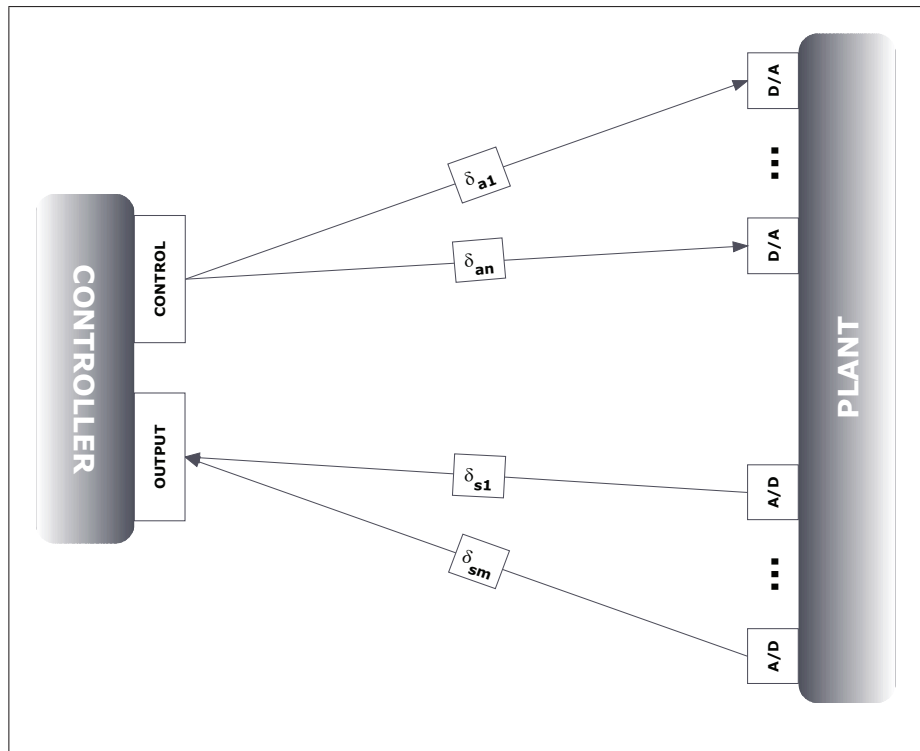 CONTROLLER
CONTROL
OUTPUT
δa1
δan
δs1
δsm
D/A
...
D/A
A/D
...
A/D
PLANT